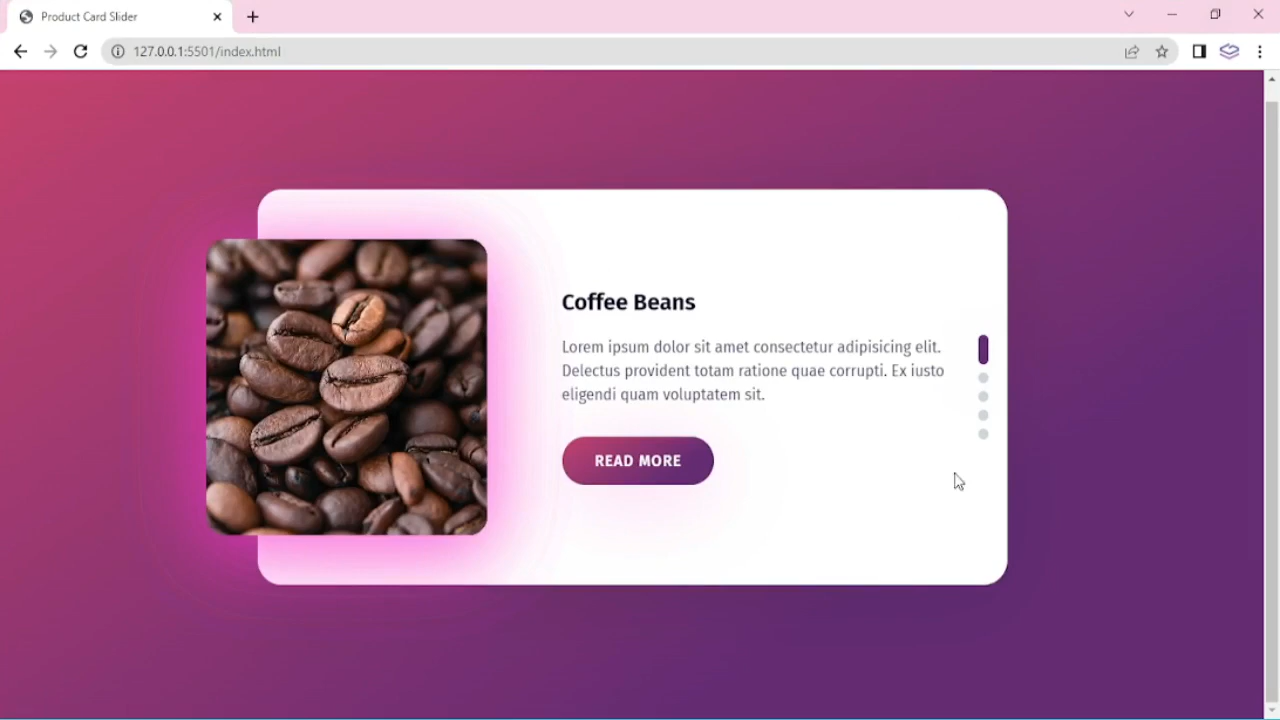 Product Card Slider
127.0.0.1:5501/index.html
Coffee Beans
Lorem ipsum dolor sit amet consectetur adipisicing elit.
Delectus provident totam ratione quae corrupti. Ex iusto
eligendi quam voluptatem sit.
READ MORE